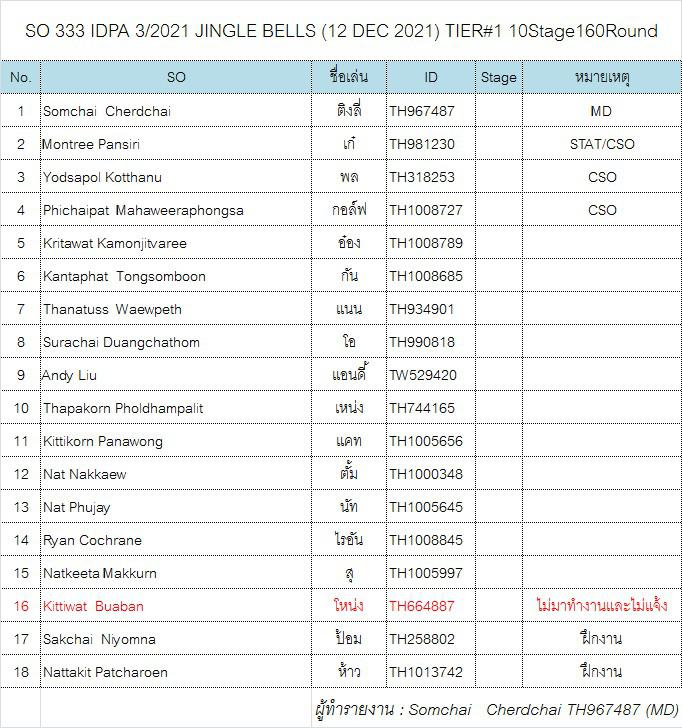 SO 333 IDPA 3/2021 JINGLE BELLS (12 DEC 2021) TIER#1 10Stage160Round
No. SO ชื่อเล่น ID Stage หมายเหตุ
1 Somchai Cherdchai ติงลี่ TH967487 MD
2 Montree Pansiri เก๋ TH981230 STAT/CSO
3 Yodsapol Kotthanu พล TH318253 CSO
4 Phichaipat Mahaweeraphongsa กอล์ฟ TH1008727 CSO
5 Kritawat Kamonjitvaree อ๋อง TH1008789
6 Kantaphat Tongsomboon กัน TH1008685
7 Thanatuss Waewpeth แนน TH934901
8 Surachai Duangchathom โอ TH990818
9 Andy Liu แอนดี้ TW529420
10 Thapakorn Pholdhampalit เหน่ง TH744165
11 Kittikorn Panawong แคท TH1005656
12 Nat Nakkaew ตั้ม TH1000348
13 Nat Phujay นัท TH1005645
14 Ryan Cochrane ไรอัน TH1008845
15 Natkeeta Makkurn สุ TH1005997
16 Kittiwat Buaban ใหน่ง TH664887 ไม่มาทำงานและไม่แจ้ง
17 Sakchai Niyomna ป้อม TH258802 ฝึกงาน
18 Nattakit Patcharoen ห้าว TH1013742 ฝึกงาน
ผู้ทำรายงาน : Somchai Cherdchai TH967487 (MD)